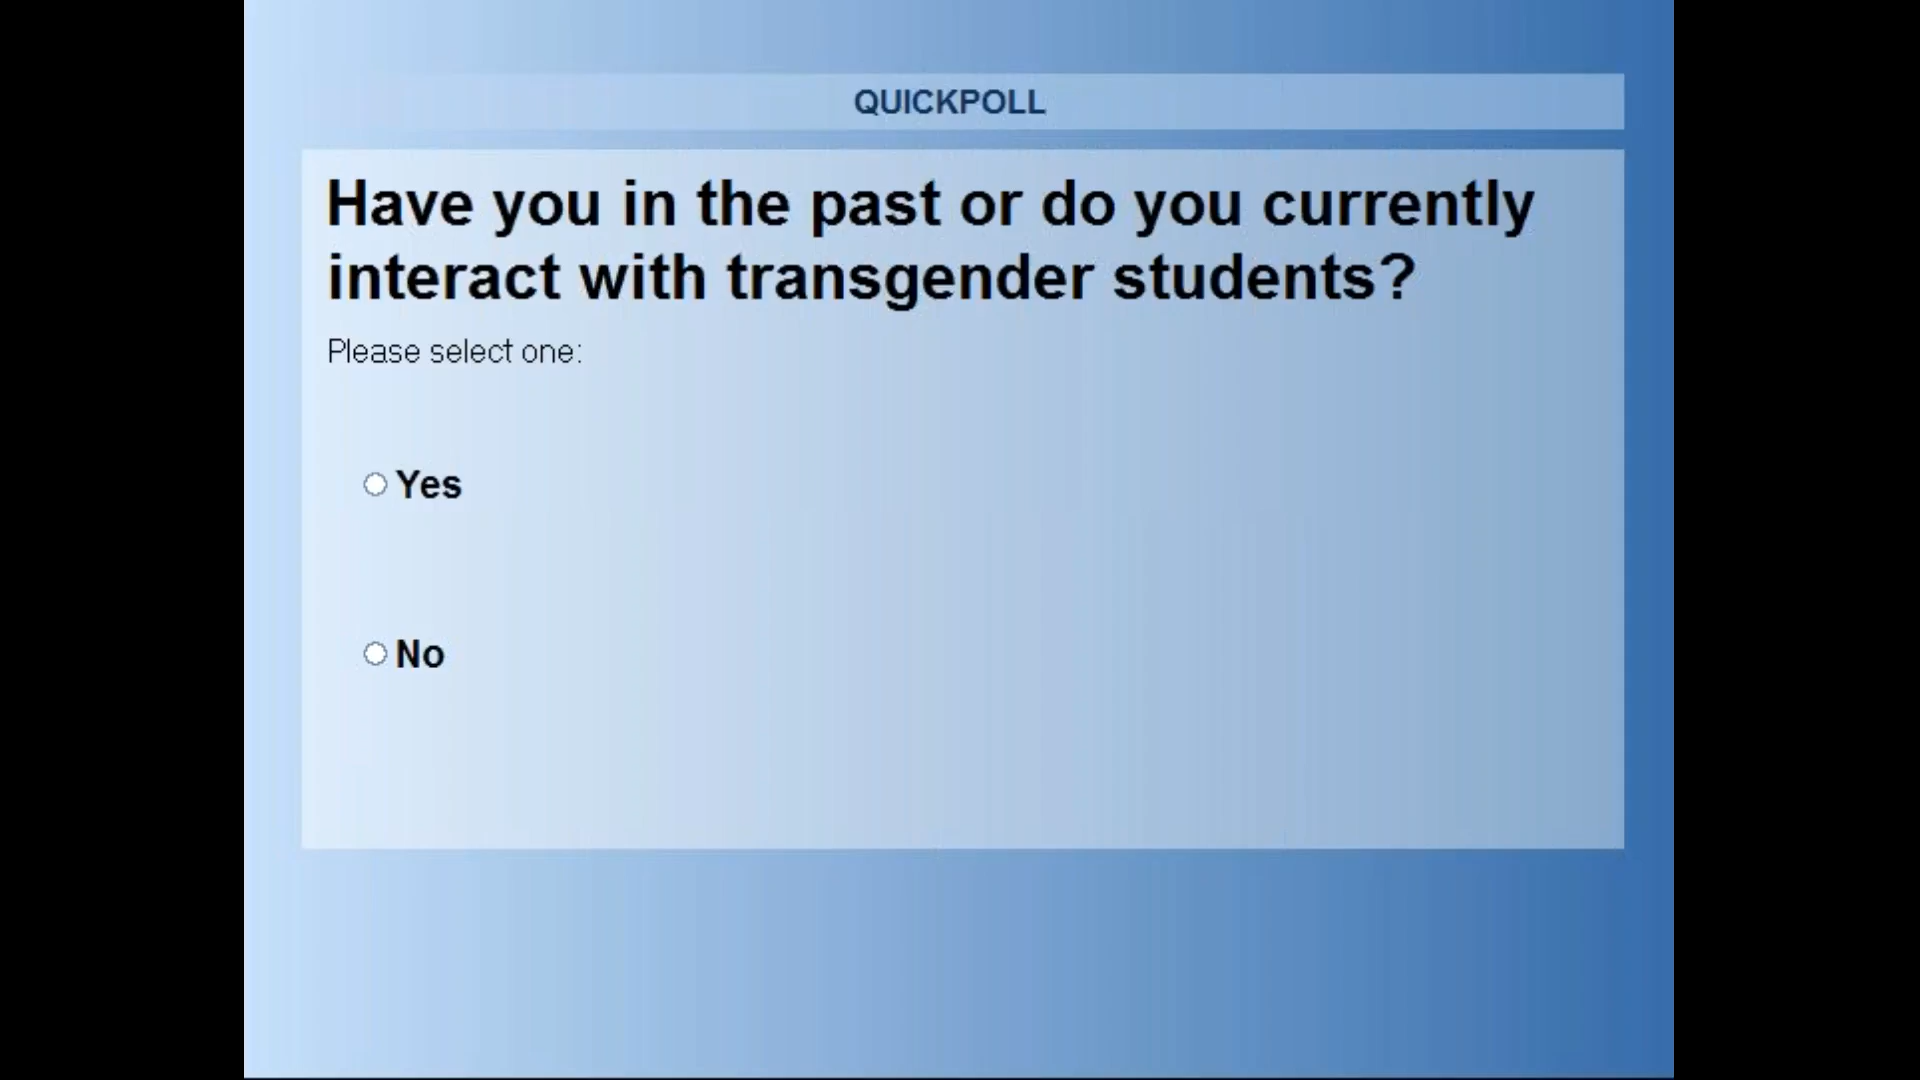 QUICKPOLL
Have you in the past or do you currently
interact with transgender students?
Please select one:
Yes
No